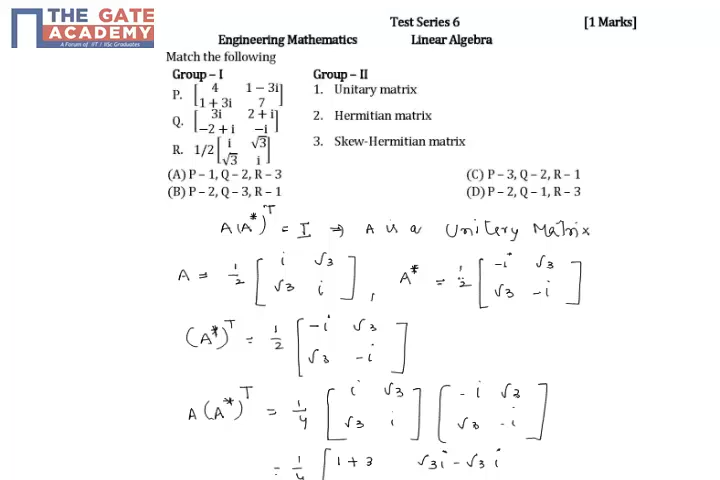 THE GATE ACADEMY
A Forum of IIT / IISc Graduates
Test Series 6 [1 Marks]
Engineering Mathematics Linear Algebra
Match the following
Group – I Group – II
P. [4 1 − 3i; 1 + 3i 7] 1. Unitary matrix
Q. [3i 2 + i; −2 + i −i] 2. Hermitian matrix
R. 1/2 [i √3; √3 i] 3. Skew-Hermitian matrix
(A) P – 1, Q – 2, R – 3 (C) P – 3, Q – 2, R – 1
(B) P – 2, Q – 3, R – 1 (D) P – 2, Q – 1, R – 3
A(A*)^T = I ⇒ A is a Unitery Matrix
A = 1/2 [i √3; √3 i], A* = 1/2 [-i √3; √3 -i]
(A*)^T = 1/2 [-i √3; √3 -i]
A(A*)^T = 1/4 [i √3; √3 i] [-i √3; √3 -i]
= 1/4 [1+3 √3i - √3i